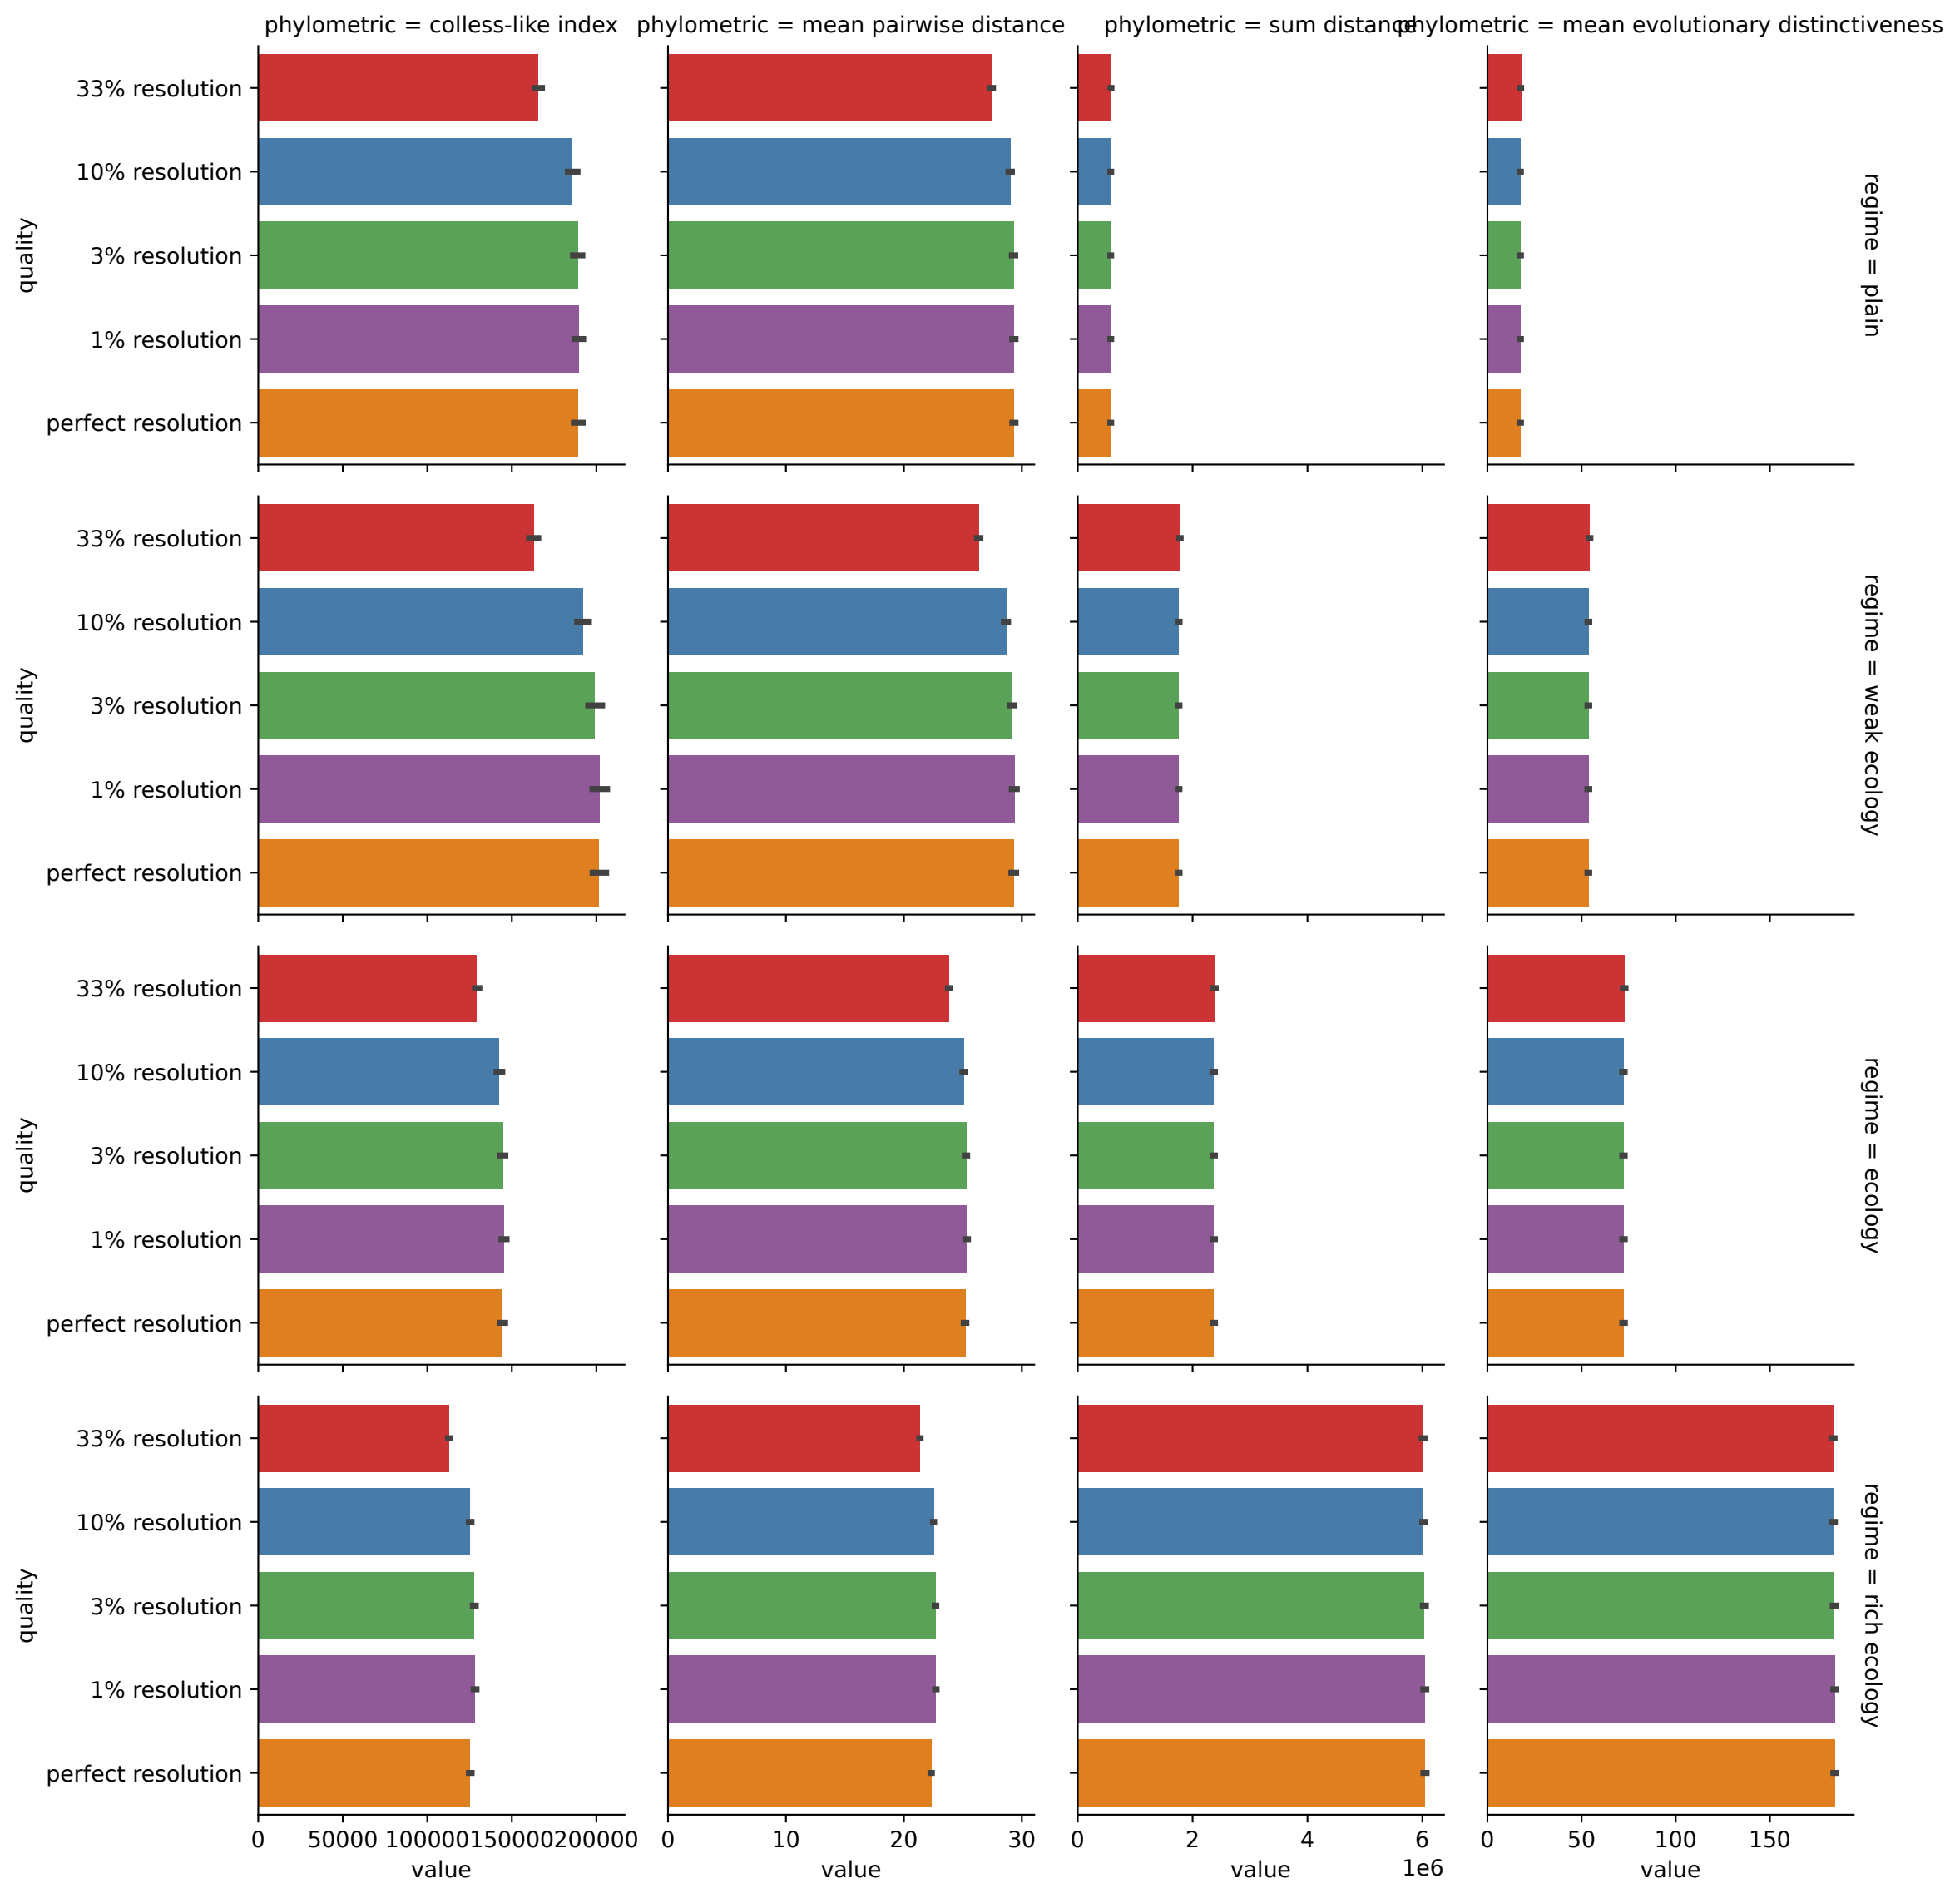 phylometric = colless-like index
phylometric = mean pairwise distance
phylometric = sum distance
phylometric = mean evolutionary distinctiveness
quality
33% resolution
10% resolution
3% resolution
1% resolution
perfect resolution
regime = plain
quality
33% resolution
10% resolution
3% resolution
1% resolution
perfect resolution
regime = weak ecology
quality
33% resolution
10% resolution
3% resolution
1% resolution
perfect resolution
regime = ecology
quality
33% resolution
10% resolution
3% resolution
1% resolution
perfect resolution
regime = rich ecology
0 50000 100000 150000 200000
value
0 10 20 30
value
0 2 4 6
1e6
value
0 50 100 150
value